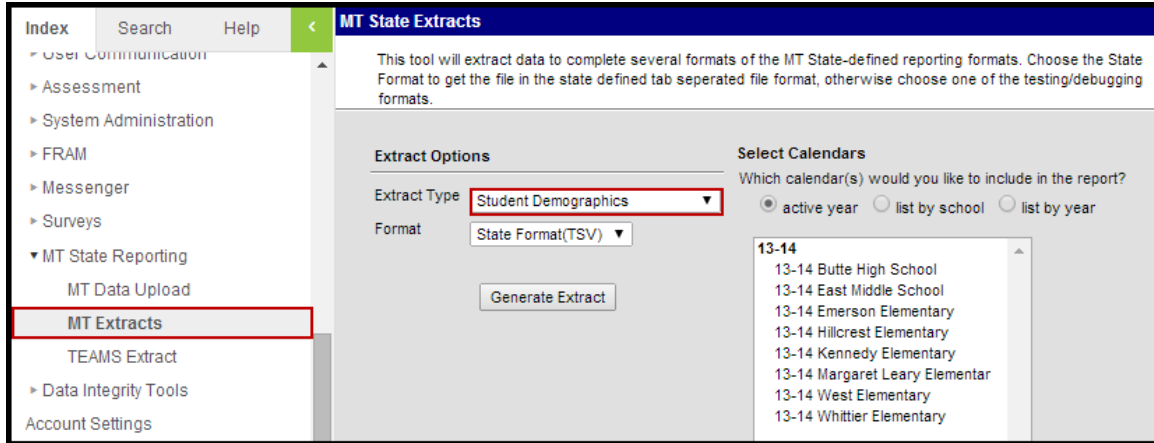 Index Search Help <
User Communication
Assessment
System Administration
FRAM
Messenger
Surveys
MT State Reporting
MT Data Upload
MT Extracts
TEAMS Extract
Data Integrity Tools
Account Settings
MT State Extracts
This tool will extract data to complete several formats of the MT State-defined reporting formats. Choose the State
Format to get the file in the state defined tab seperated file format, otherwise choose one of the testing/debugging
formats.
Extract Options
Extract Type Student Demographics
Format State Format(TSV)
Generate Extract
Select Calendars
Which calendar(s) would you like to include in the report?
active year list by school list by year
13-14
13-14 Butte High School
13-14 East Middle School
13-14 Emerson Elementary
13-14 Hillcrest Elementary
13-14 Kennedy Elementary
13-14 Margaret Leary Elementar
13-14 West Elementary
13-14 Whittier Elementary